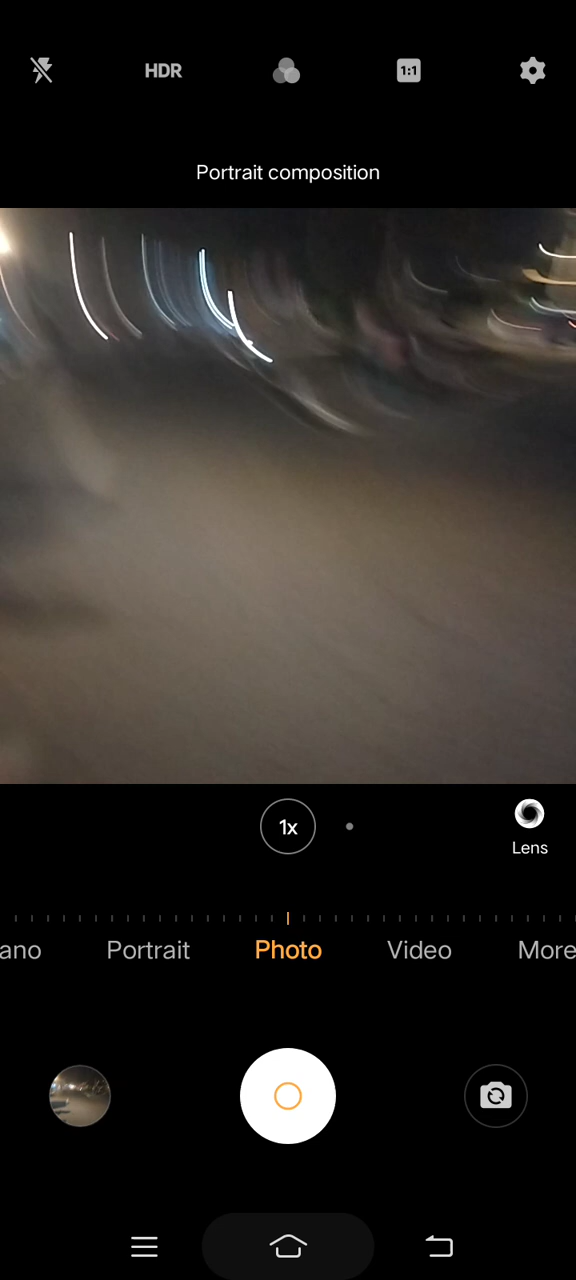 HDR
1:1
Portrait composition
1x
Lens
ano
Portrait
Photo
Video
More